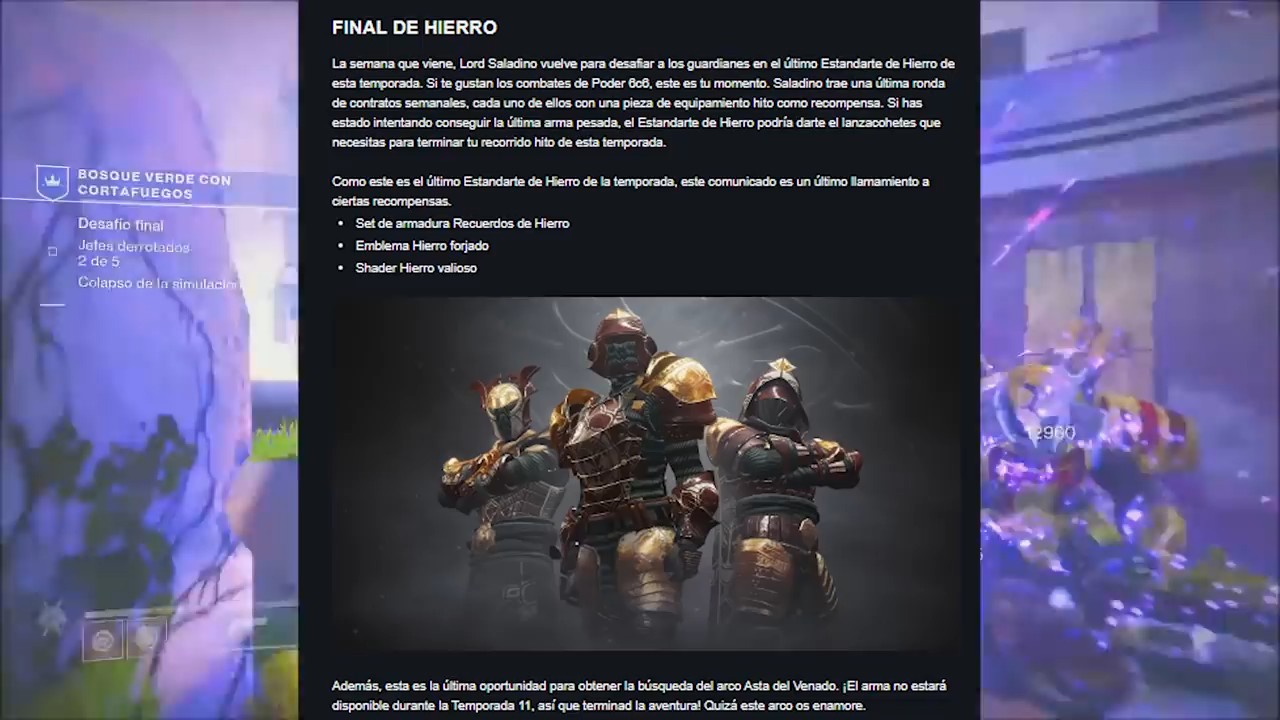 FINAL DE HIERRO
La semana que viene, Lord Saladino vuelve para desafiar a los guardianes en el último Estandarte de Hierro de
esta temporada. Si te gustan los combates de Poder 6c6, este es tu momento. Saladino trae una última ronda
de contratos semanales, cada uno de ellos con una pieza de equipamiento hito como recompensa. Si has
estado intentando conseguir la última arma pesada, el Estandarte de Hierro podría darte el lanzacohetes que
necesitas para terminar tu recorrido hito de esta temporada.
Como este es el último Estandarte de Hierro de la temporada, este comunicado es un último llamamiento a
ciertas recompensas.
• Set de armadura Recuerdos de Hierro
• Emblema Hierro forjado
• Shader Hierro valioso
Además, esta es la última oportunidad para obtener la búsqueda del arco Asta del Venado. ¡El arma no estará
disponible durante la Temporada 11, así que terminad la aventura! Quizá este arco os enamore.
BOSQUE VERDE CON
CORTAFUEGOS
Desafío final
Jefes derrotados
2 de 5
Colapso de la simulación
12960